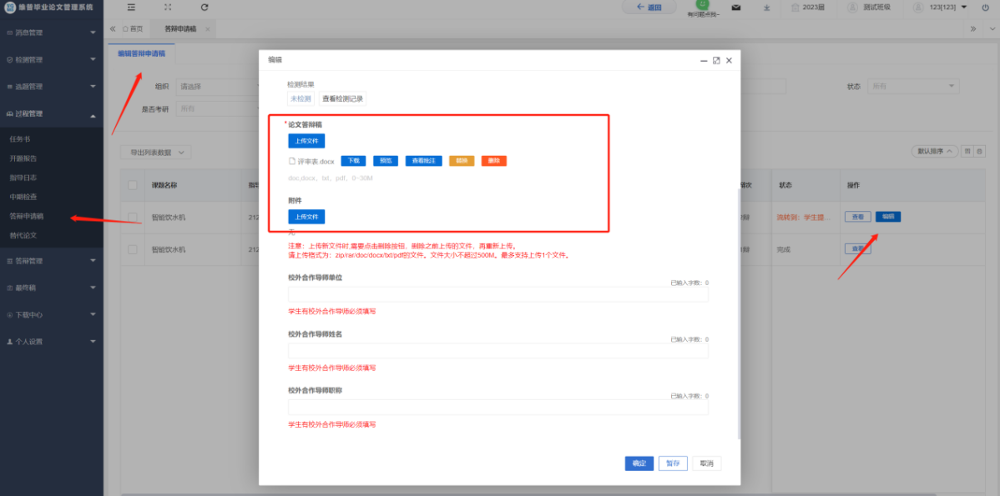 维普毕业论文管理系统
返回
有问题点我~
2023届
测试班级
123[123]
消息管理
检测管理
选题管理
过程管理
任务书
开题报告
指导日志
中期检查
答辩申请稿
替代论文
答辩管理
最终稿
下载中心
个人设置
首页
答辩申请稿
编辑答辩申请稿
组织
请选择
是否考研
所有
状态
所有
导出列表数据
默认排序
课题名称
状态
操作
智能饮水机
212
流转到：学生提...
查看
编辑
智能饮水机
212
完成
查看
编辑
检测结果
未检测
查看检测记录
*论文答辩稿
上传文件
评审表.docx
下载
预览
查看批注
替换
删除
doc,docx，txt，pdf，0~30M
附件
上传文件
无
注意：上传新文件时,需要点击删除按钮，删除之前上传的文件，再重新上传。
请上传格式为：zip/rar/doc/docx/txt/pdf的文件。文件大小不超过500M。最多支持上传1个文件。
校外合作导师单位
已输入字数：0
学生有校外合作导师必须填写
校外合作导师姓名
已输入字数：0
学生有校外合作导师必须填写
校外合作导师职称
已输入字数：0
学生有校外合作导师必须填写
确定
暂存
取消